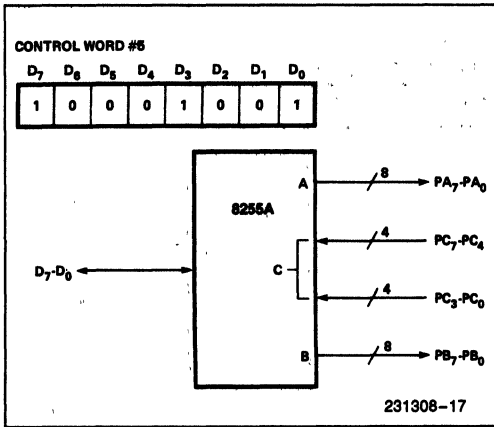 CONTROL WORD #5
D7 D6 D5 D4 D3 D2 D1 D0
1 0 0 0 1 0 0 1
A
8
PA7-PA0
8255A
4
PC7-PC4
D7-D0
C
4
PC3-PC0
B
8
PB7-PB0
231308-17